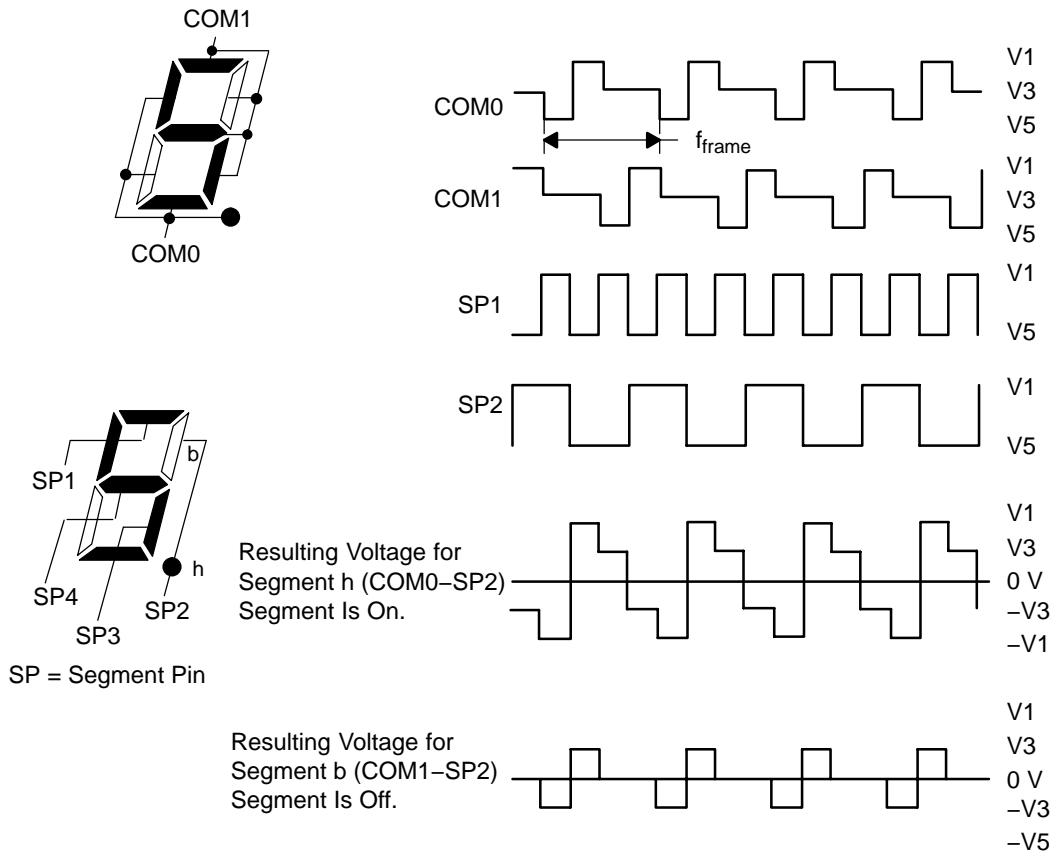 COM1
COM0
COM0
V1
V3
V5
fframe
COM1
V1
V3
V5
SP1
V1
V5
SP2
V1
V5
b
SP1
h
SP4
SP2
SP3
SP = Segment Pin
Resulting Voltage for
Segment h (COM0−SP2)
Segment Is On.
V1
V3
0 V
−V3
−V1
Resulting Voltage for
Segment b (COM1−SP2)
Segment Is Off.
V1
V3
0 V
−V3
−V5